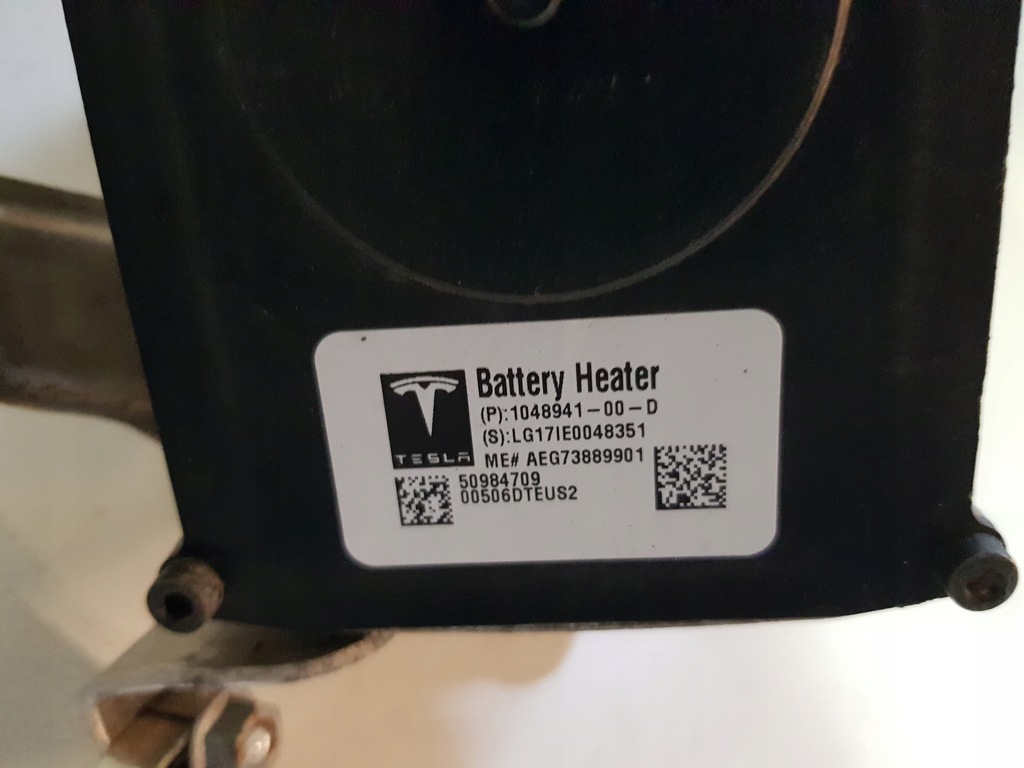 Battery Heater
(P):1048941-00-D
(S):LG17IE0048351
TESLA
ME# AEG73889901
50984709
00506DTEUS2